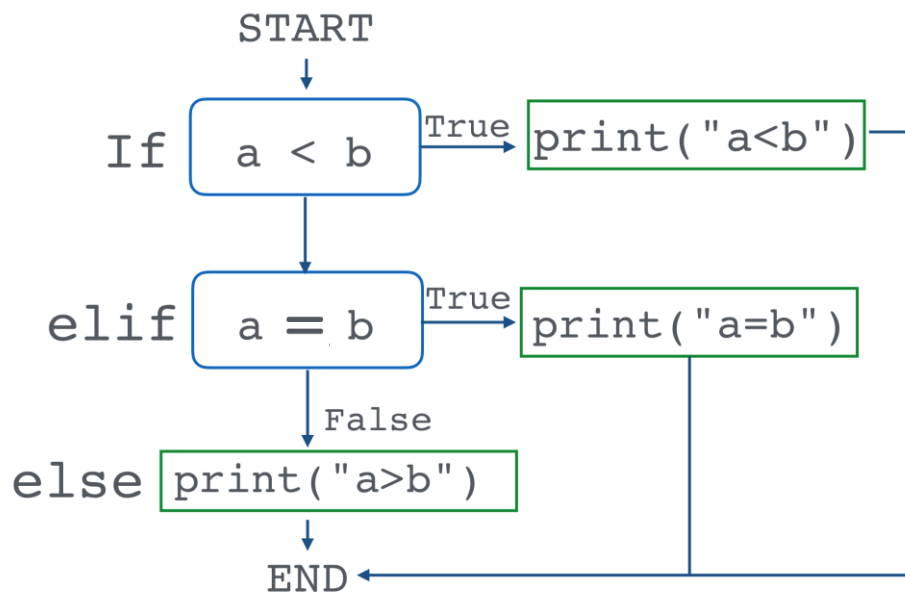 START
If a < b True print("a<b")
elif a = b True print("a=b")
False
else print("a>b")
END